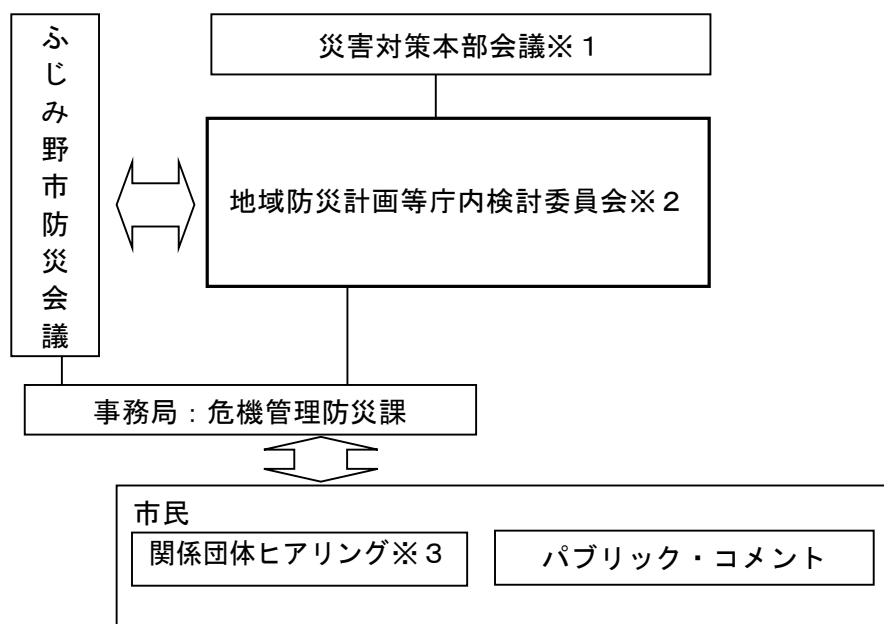 ふじみ野市防災会議
災害対策本部会議※１
地域防災計画等庁内検討委員会※２
事務局：危機管理防災課
市民
関係団体ヒアリング※３
パブリック・コメント